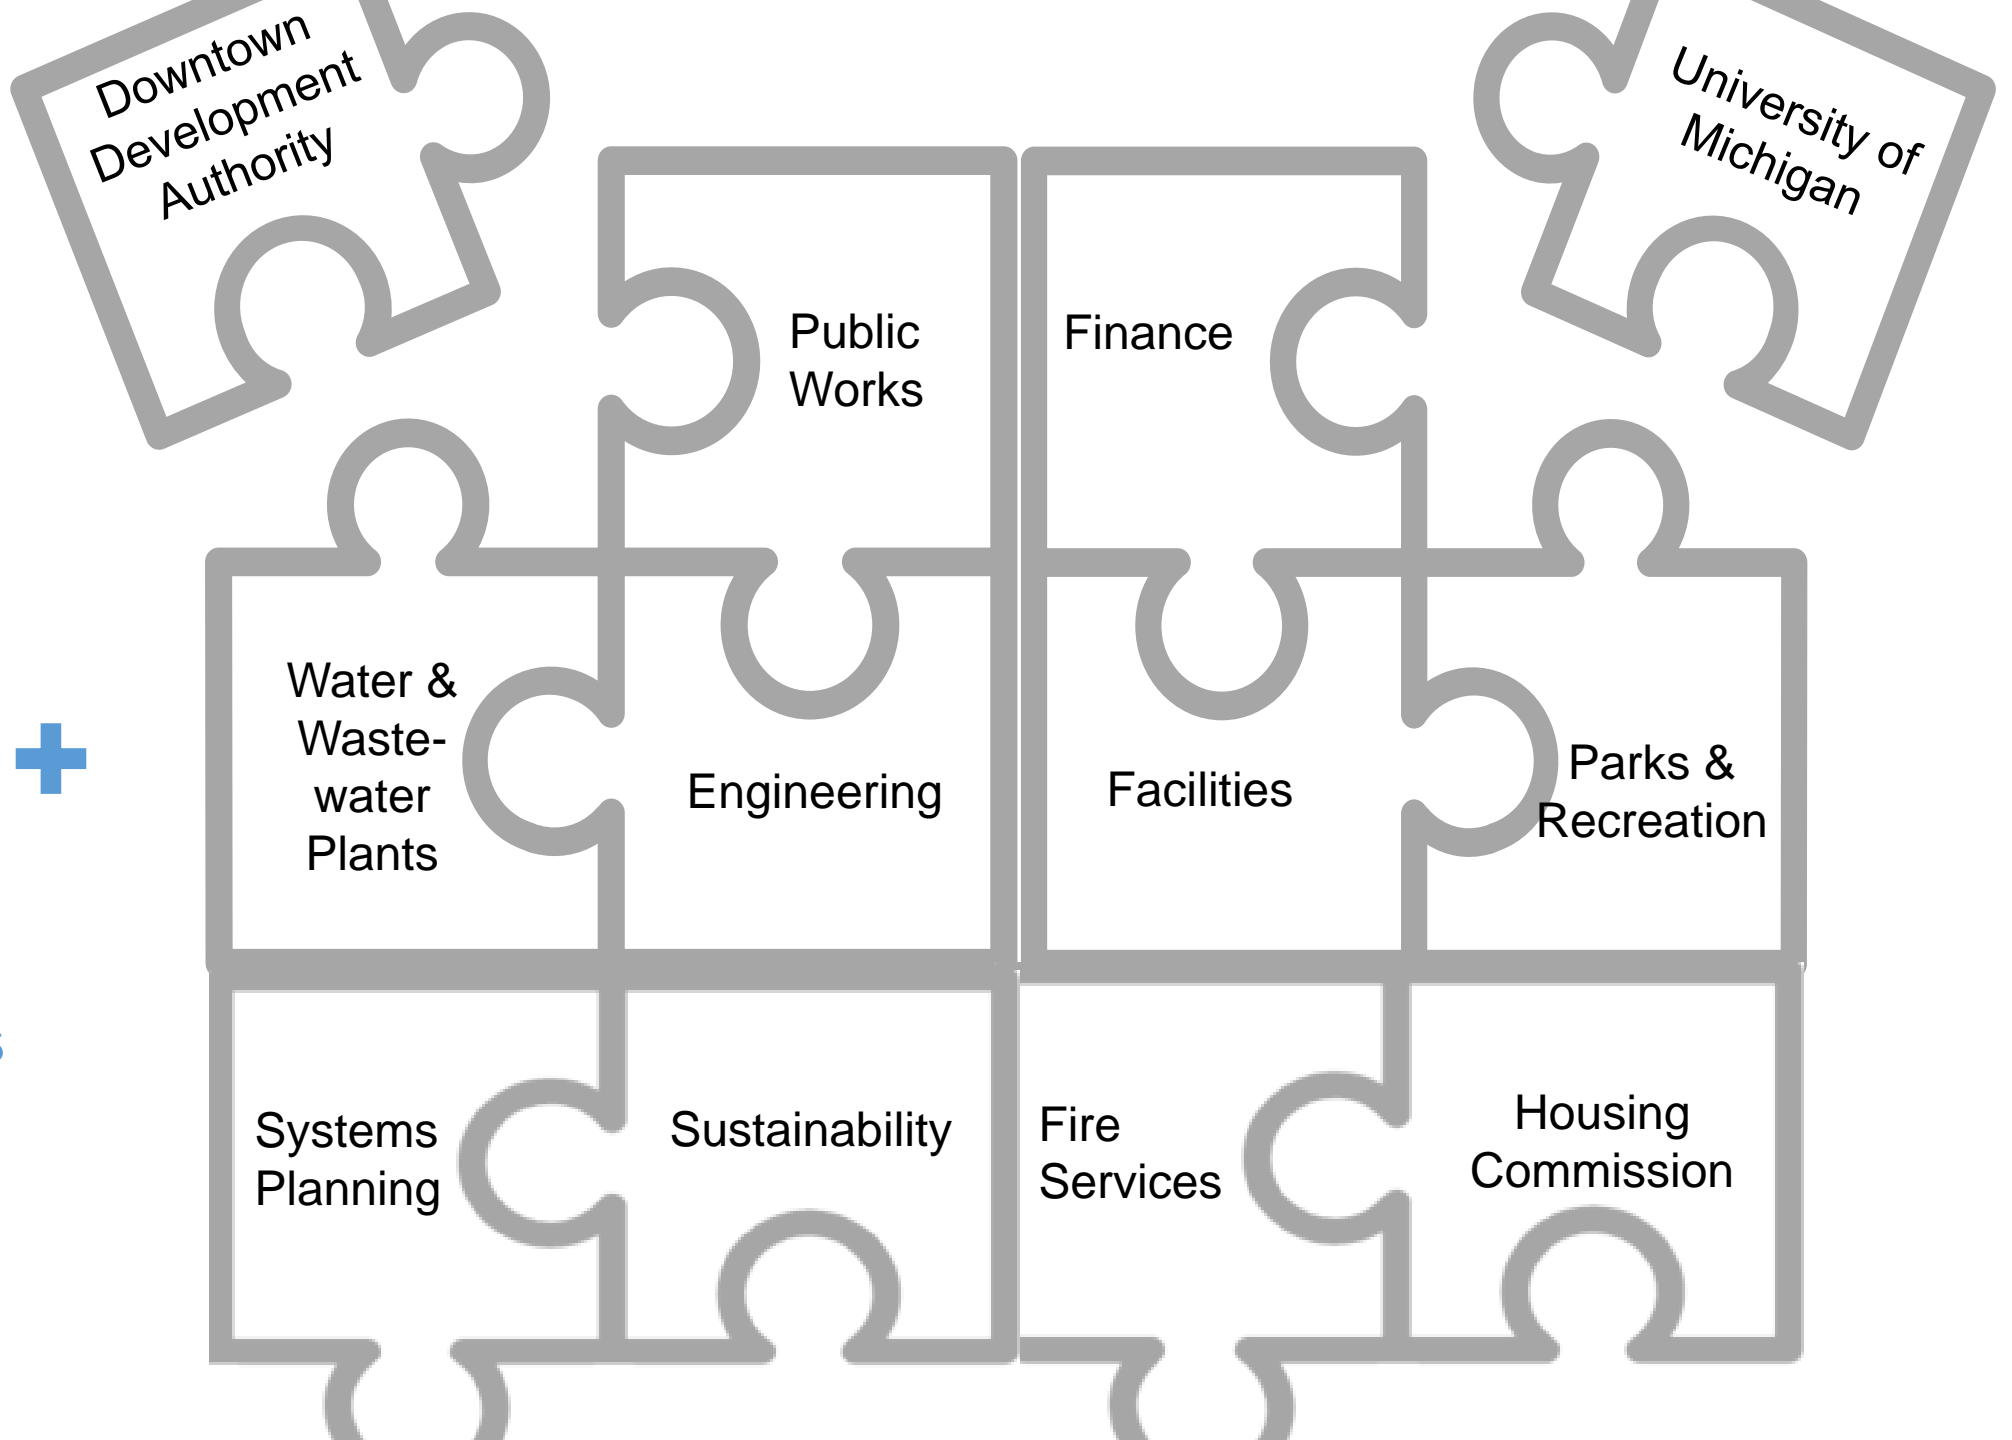 Downtown
Development
Authority
University of
Michigan
Public
Works
Finance
Water &
Waste-
water
Plants
Engineering
Facilities
Parks &
Recreation
Systems
Planning
Sustainability
Fire
Services
Housing
Commission